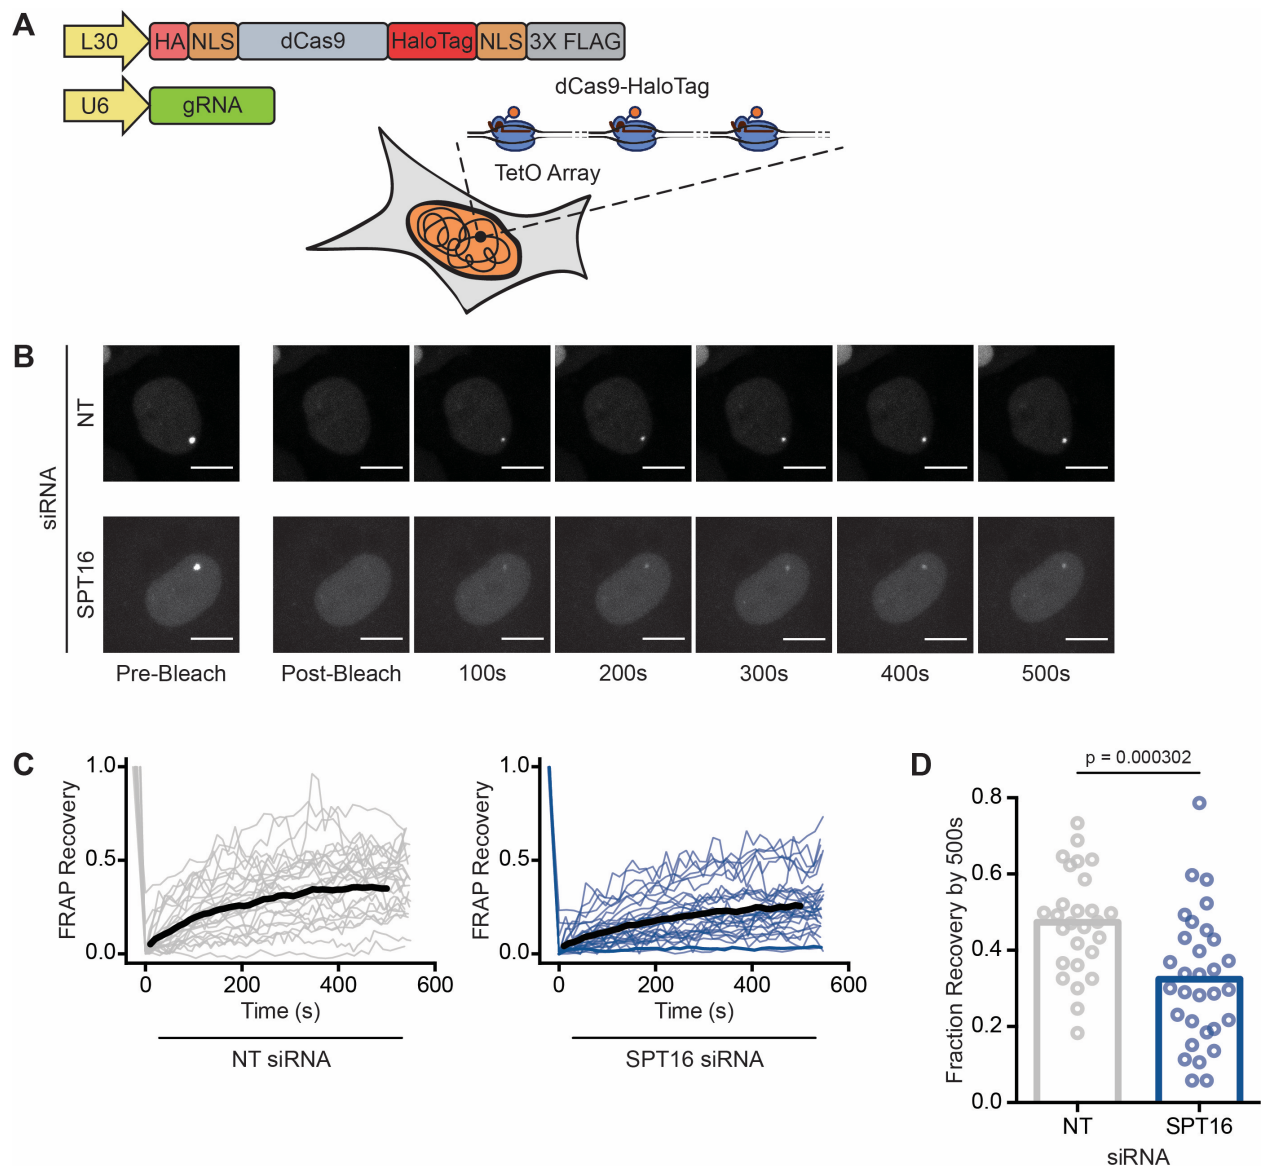 A
L30 HA NLS dCas9 HaloTag NLS 3X FLAG
U6 gRNA
dCas9-HaloTag
TetO Array
B
siRNA
NT
SPT16
Pre-Bleach Post-Bleach 100s 200s 300s 400s 500s
C
FRAP Recovery
1.0
0.5
0.0
0 200 400 600
Time (s)
NT siRNA
FRAP Recovery
1.0
0.5
0.0
0 200 400 600
Time (s)
SPT16 siRNA
D
p = 0.000302
Fraction Recovery by 500s
0.8
0.6
0.4
0.2
0.0
NT SPT16
siRNA